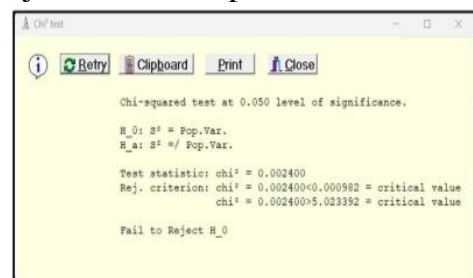 Chi² test
Retry Clipboard Print Close
Chi-squared test at 0.050 level of significance.
H_0: S² = Pop.Var.
H_a: S² =/ Pop.Var.
Test statistic: chi² = 0.002400
Rej. criterion: chi² = 0.002400<0.000982 = critical value
chi² = 0.002400>5.023392 = critical value
Fail to Reject H_0